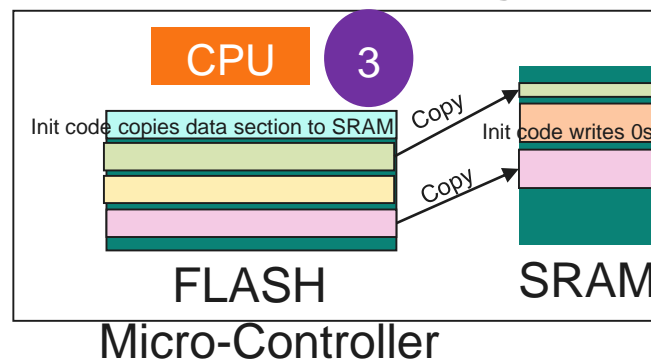 CPU
3
Copy
Init code copies data section to SRAM
Init code writes 0s
Copy
FLASH
SRAM
Micro-Controller